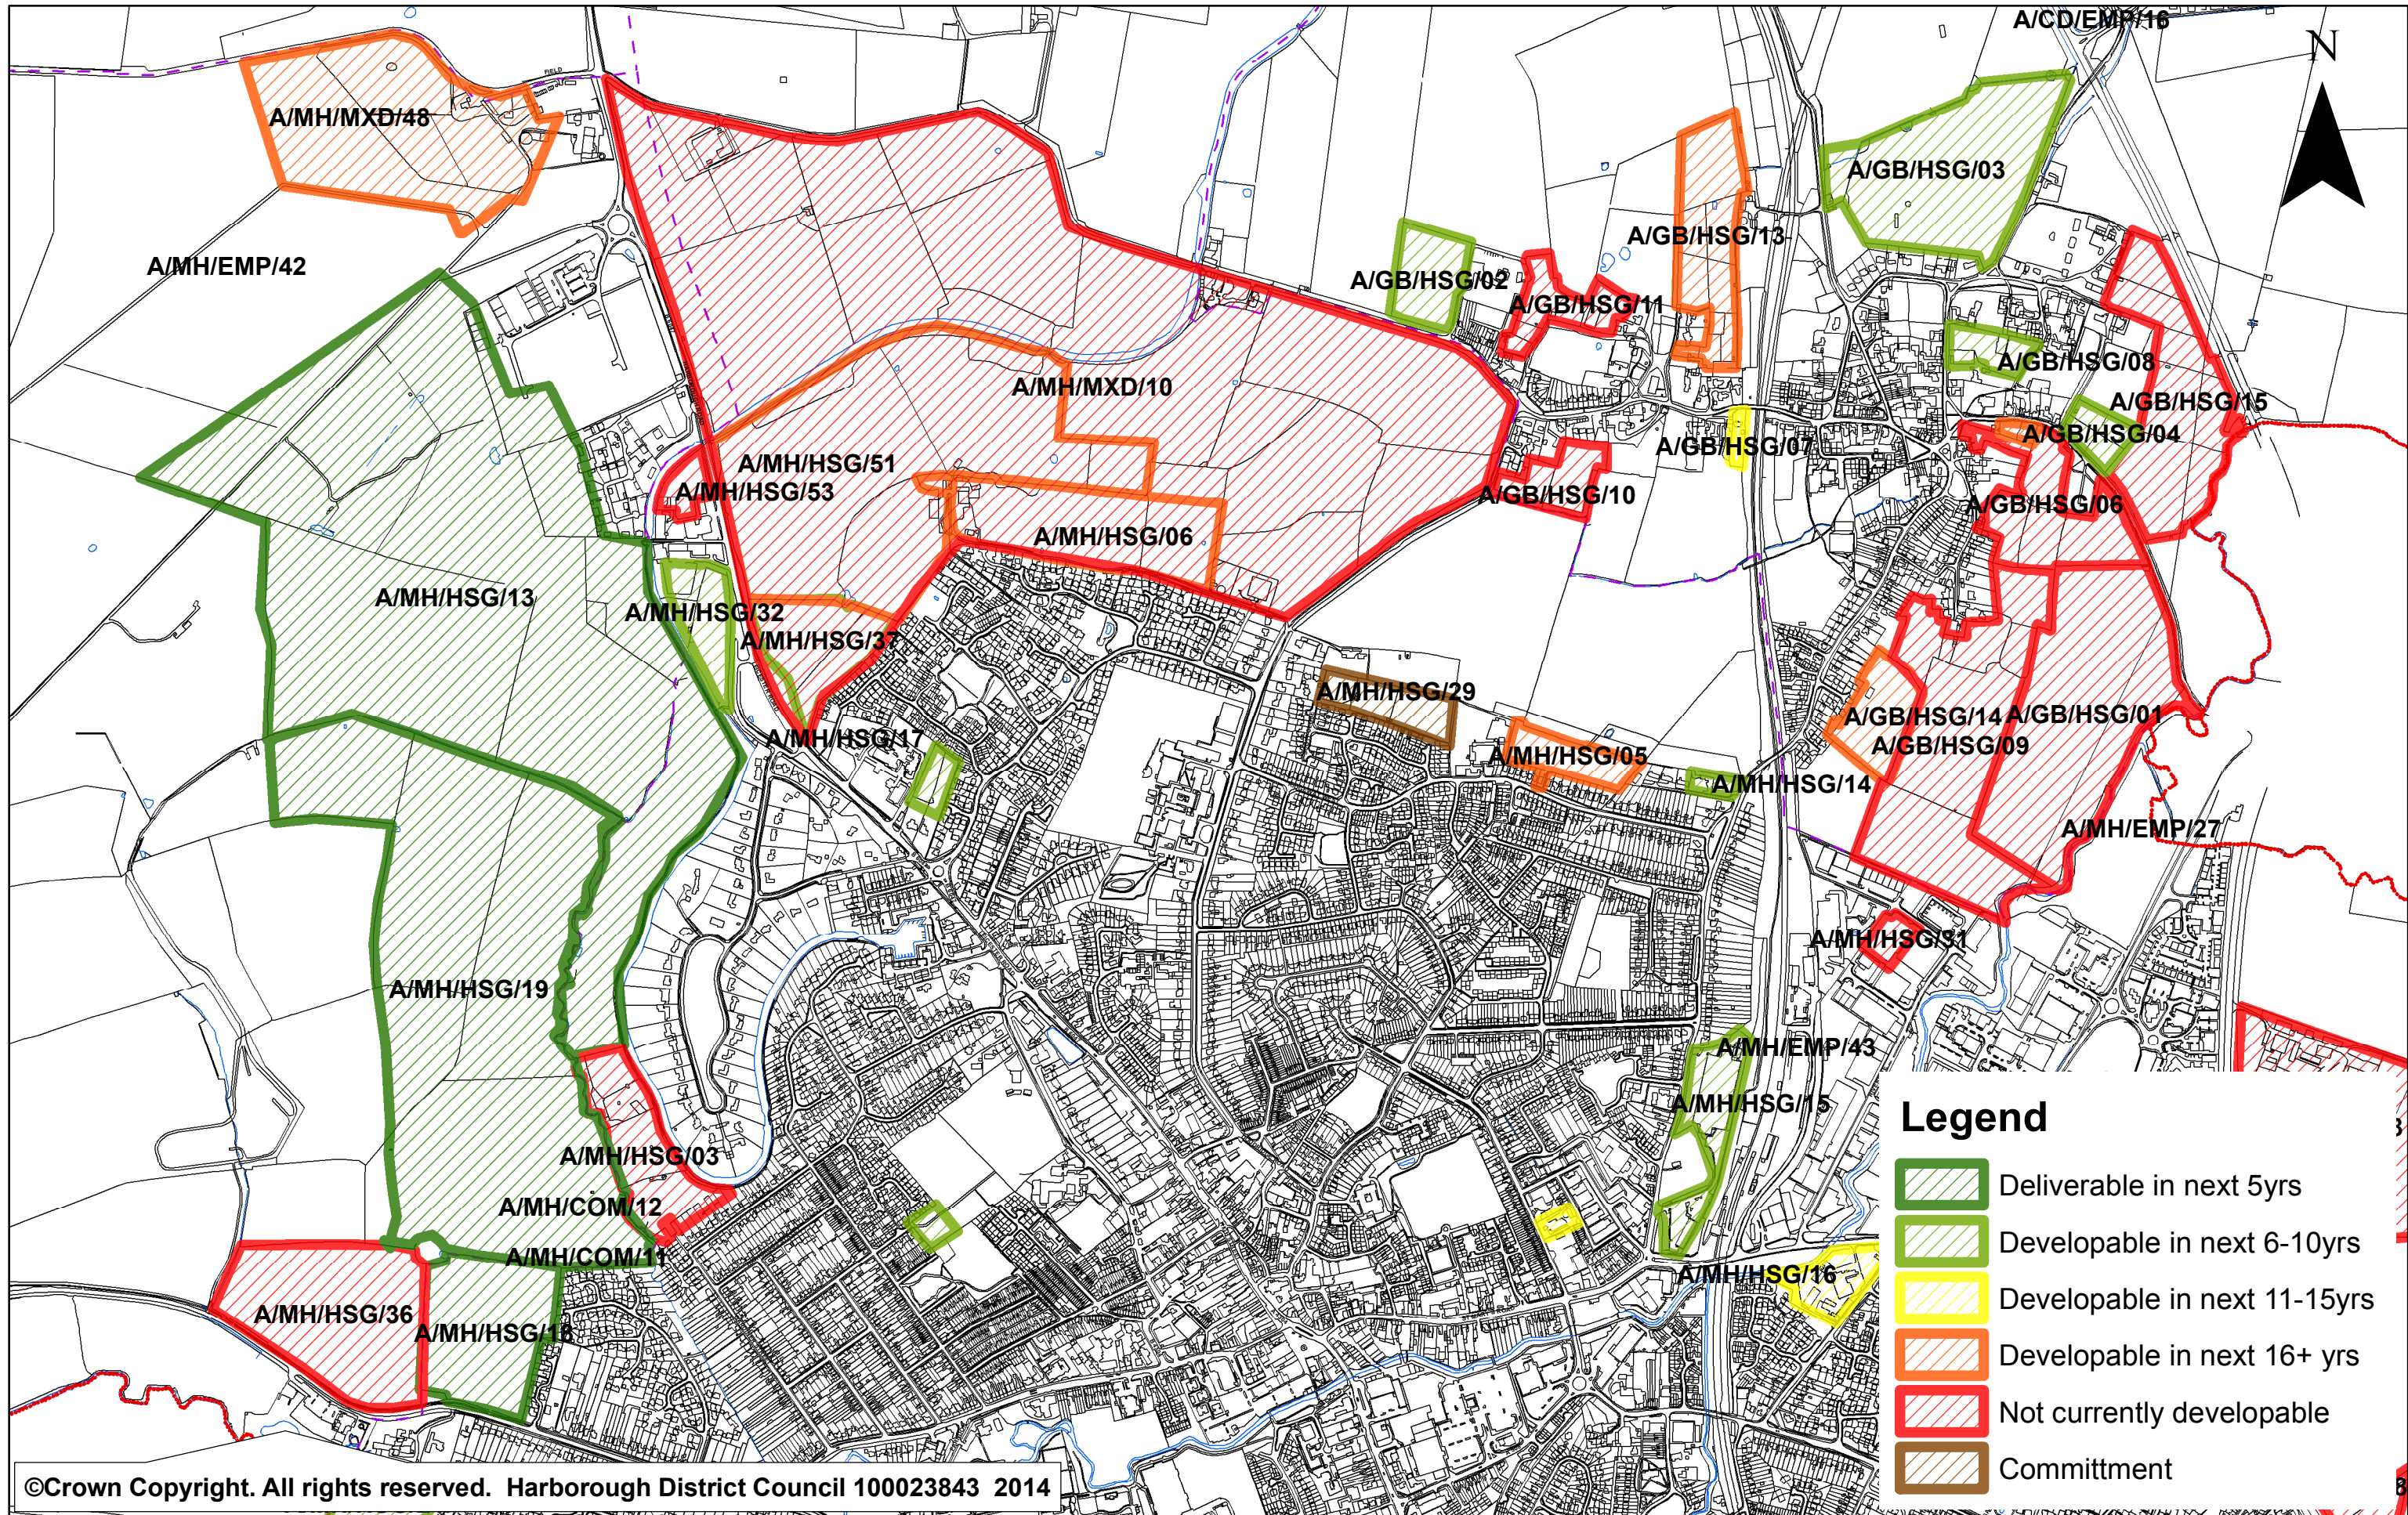 A/CD/EMP/16
N
A/MH/MXD/48
FIELD
A/GB/HSG/03
A/GB/HSG/13
A/MH/EMP/42
A/GB/HSG/02
A/GB/HSG/11
A/GB/HSG/08
A/MH/MXD/10
A/GB/HSG/15
A/GB/HSG/04
A/GB/HSG/07
A/MH/HSG/51
A/MH/HSG/53
A/GB/HSG/10
A/GB/HSG/06
A/MH/HSG/06
A/MH/HSG/13
A/MH/HSG/32
A/MH/HSG/37
A/MH/HSG/29
A/GB/HSG/14
A/GB/HSG/01
A/MH/HSG/17
A/GB/HSG/09
A/MH/HSG/05
A/MH/HSG/14
A/MH/EMP/27
A/MH/HSG/31
A/MH/HSG/19
A/MH/EMP/43
A/MH/HSG/15
A/MH/HSG/03
A/MH/COM/12
A/MH/COM/11
A/MH/HSG/16
A/MH/HSG/36
A/MH/HSG/18
Legend
Deliverable in next 5yrs
Developable in next 6-10yrs
Developable in next 11-15yrs
Developable in next 16+ yrs
Not currently developable
Committment
©Crown Copyright. All rights reserved. Harborough District Council 100023843 2014